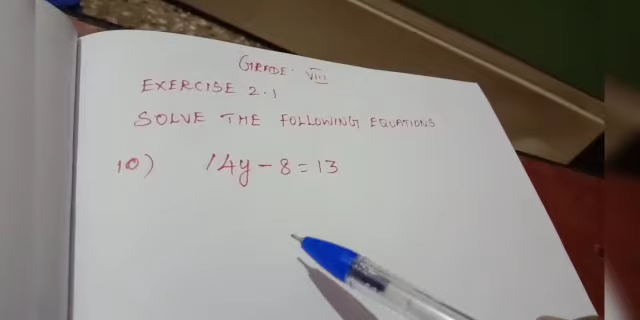 GRADE: VIII
EXERCISE 2.1
SOLVE THE FOLLOWING EQUATIONS
10) 14y - 8 = 13